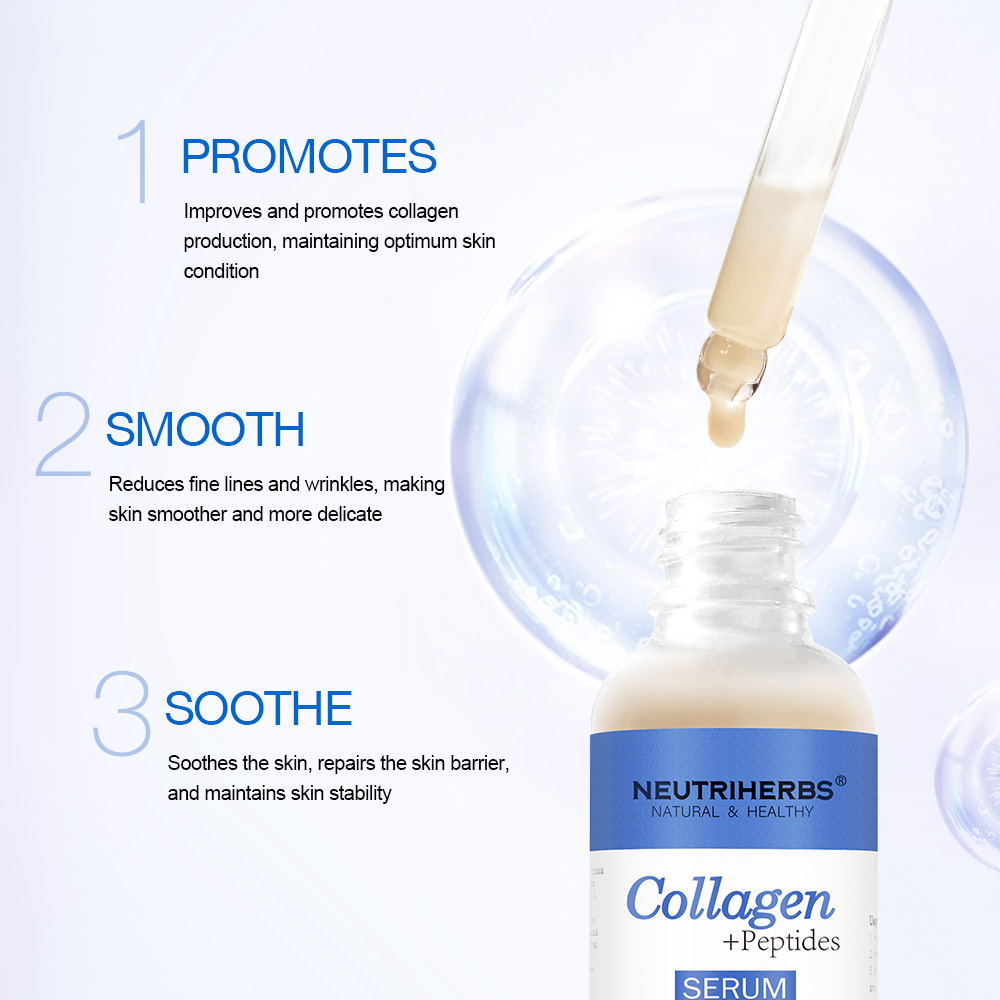 1 PROMOTES
Improves and promotes collagen
production, maintaining optimum skin
condition
2 SMOOTH
Reduces fine lines and wrinkles, making
skin smoother and more delicate
3 SOOTHE
Soothes the skin, repairs the skin barrier,
and maintains skin stability
NEUTRIHERBS®
NATURAL & HEALTHY
Collagen
+Peptides
SERUM